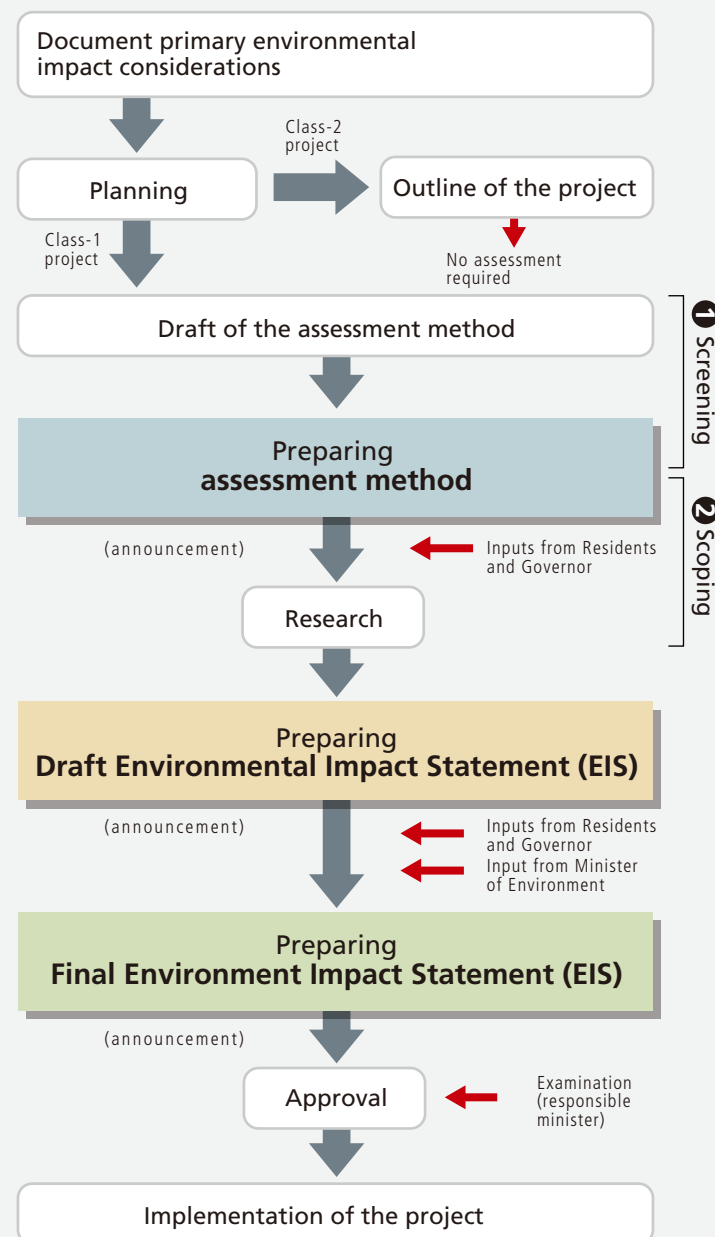 Document primary environmental
impact considerations
Class-2
project
Planning
Outline of the project
Class-1
project
No assessment
required
Draft of the assessment method
❶ Screening
Preparing
assessment method
❷ Scoping
(announcement)
Inputs from Residents
and Governor
Research
Preparing
Draft Environmental Impact Statement (EIS)
(announcement)
Inputs from Residents
and Governor
Input from Minister
of Environment
Preparing
Final Environment Impact Statement (EIS)
(announcement)
Approval
Examination
(responsible
minister)
Implementation of the project